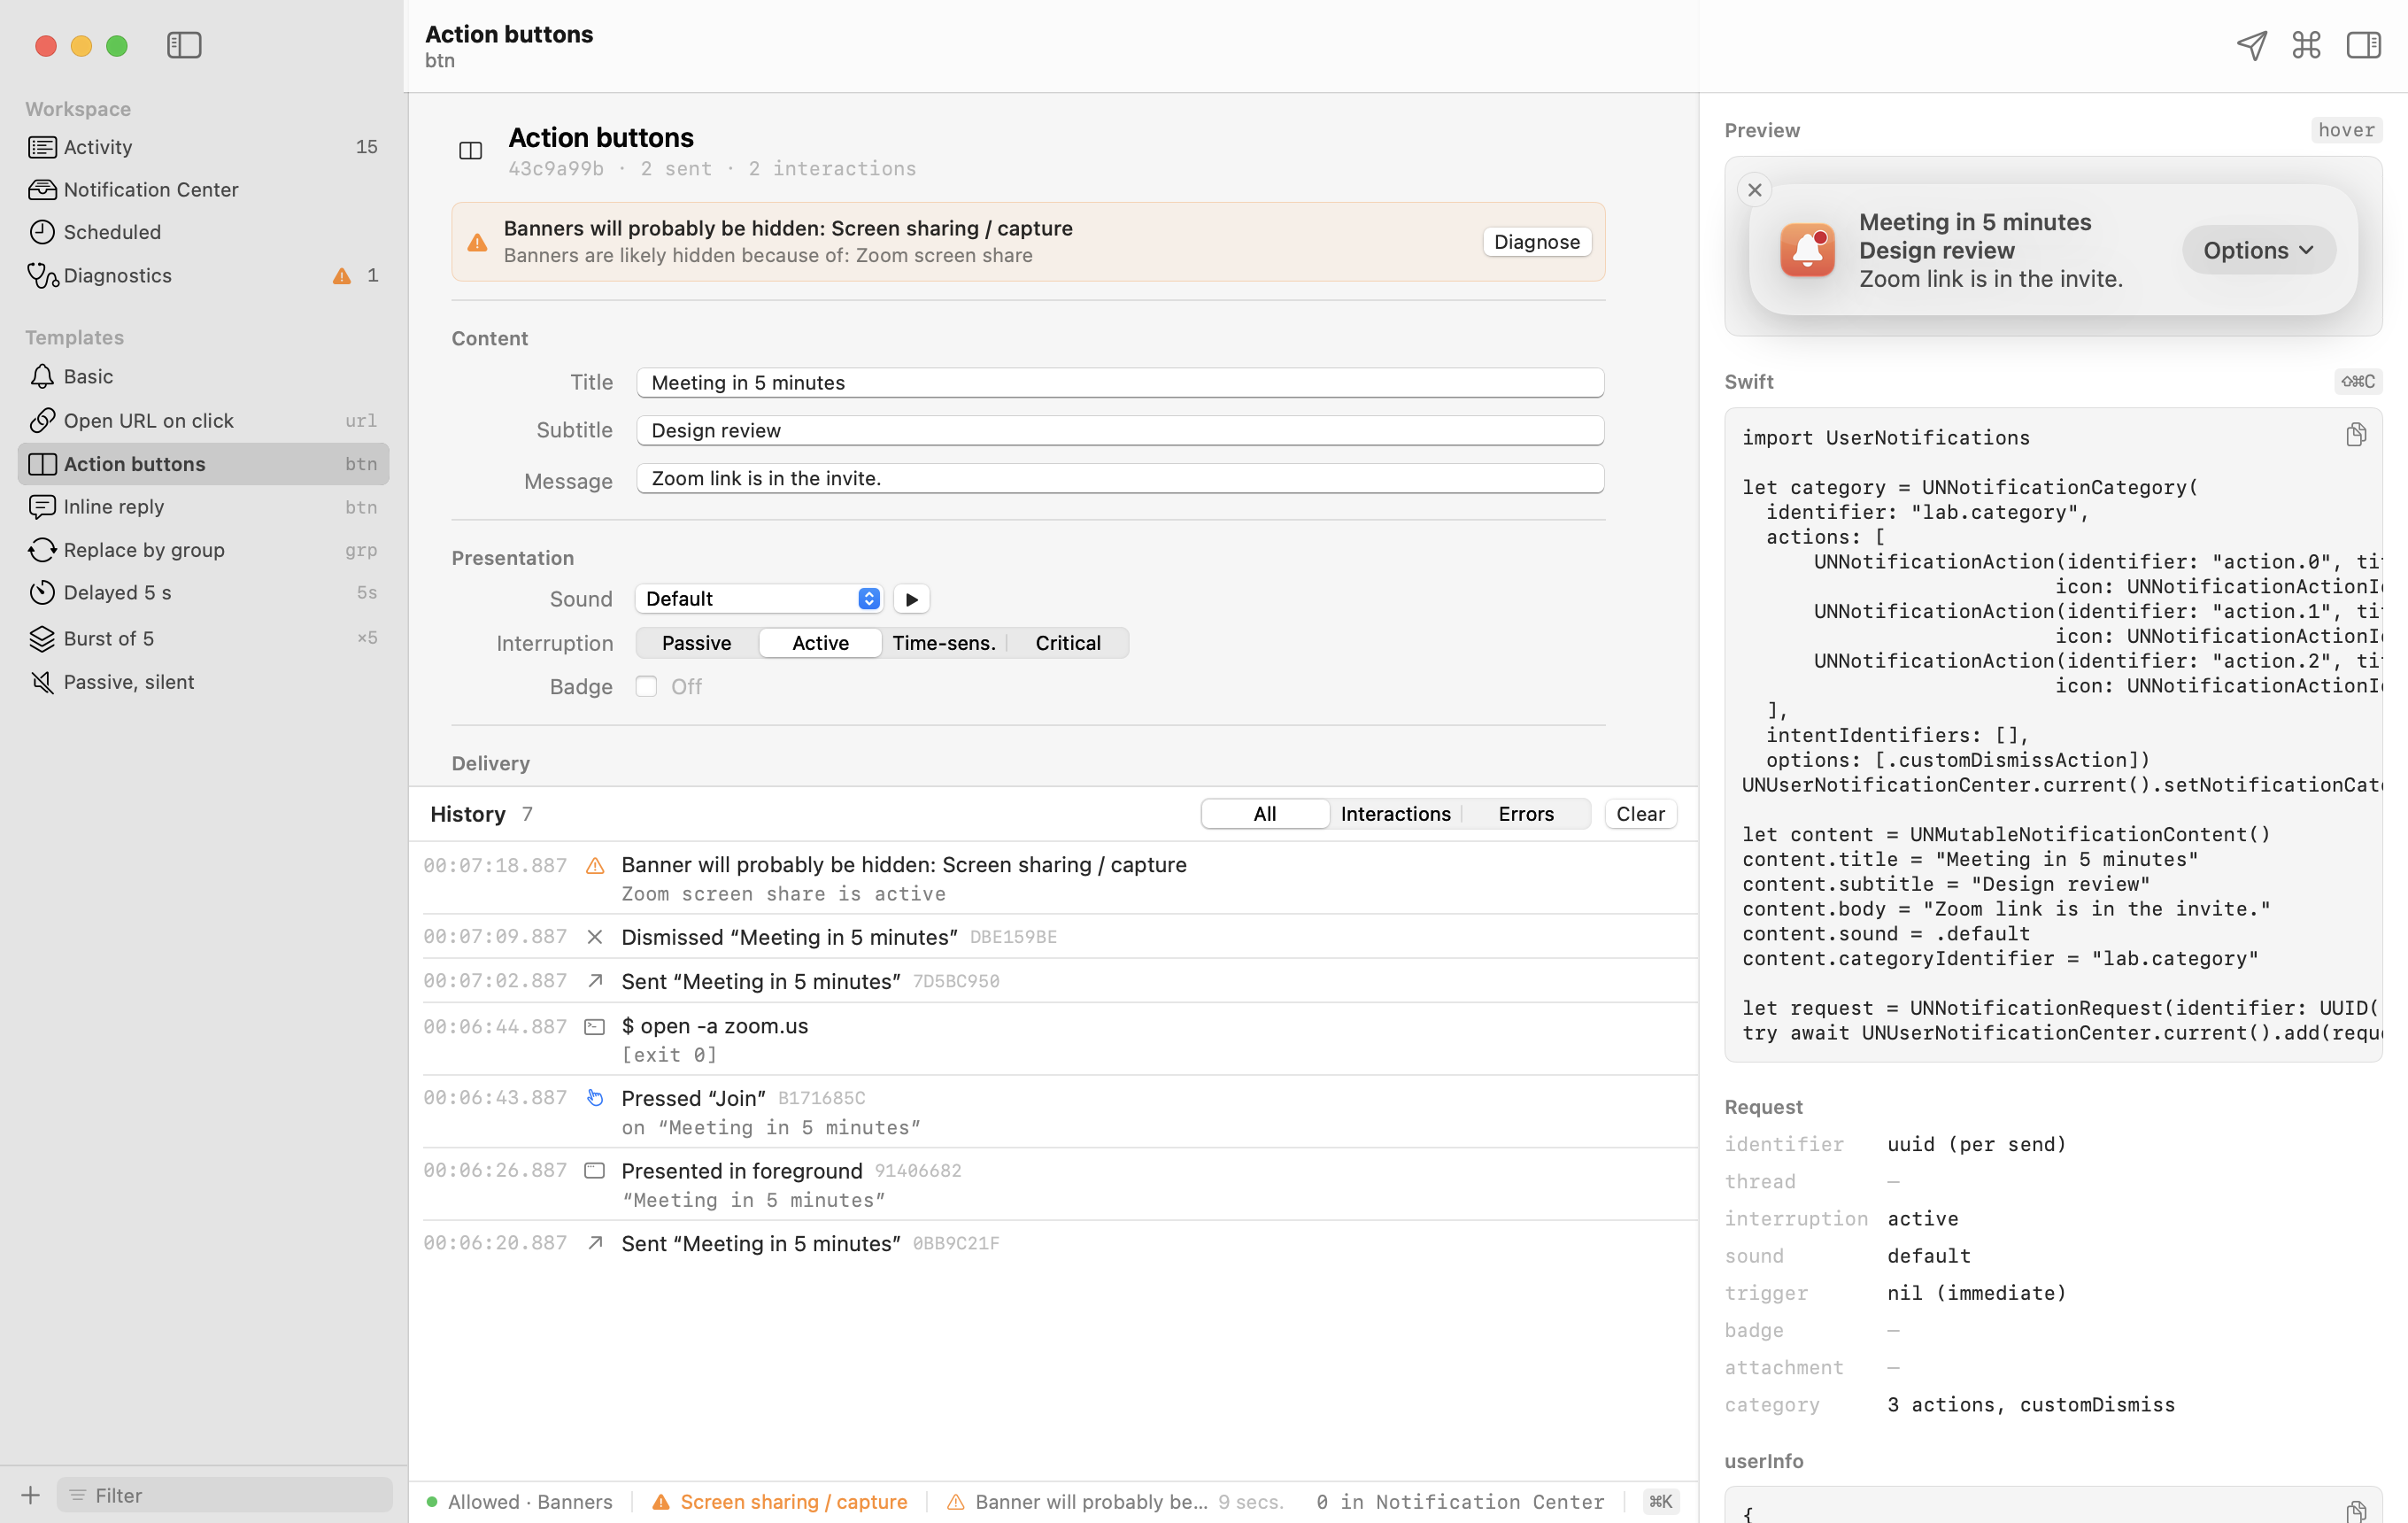 Action buttons
btn
Workspace
Activity 15
Notification Center
Scheduled
Diagnostics 1
Templates
Basic
Open URL on click url
Action buttons btn
Inline reply btn
Replace by group grp
Delayed 5 s 5s
Burst of 5 ×5
Passive, silent
Filter
Action buttons
43c9a99b · 2 sent · 2 interactions
Banners will probably be hidden: Screen sharing / capture
Banners are likely hidden because of: Zoom screen share
Diagnose
Content
Title Meeting in 5 minutes
Subtitle Design review
Message Zoom link is in the invite.
Presentation
Sound Default
Interruption Passive Active Time-sens. Critical
Badge Off
Delivery
History 7 All Interactions Errors Clear
00:07:18.887 Banner will probably be hidden: Screen sharing / capture
Zoom screen share is active
00:07:09.887 Dismissed “Meeting in 5 minutes” DBE159BE
00:07:02.887 Sent “Meeting in 5 minutes” 7D5BC950
00:06:44.887 $ open -a zoom.us
[exit 0]
00:06:43.887 Pressed “Join” B171685C
on “Meeting in 5 minutes”
00:06:26.887 Presented in foreground 91406682
“Meeting in 5 minutes”
00:06:20.887 Sent “Meeting in 5 minutes” 0BB9C21F
Allowed · Banners Screen sharing / capture Banner will probably be... 9 secs. 0 in Notification Center ⌘K
Preview hover
Meeting in 5 minutes
Design review
Zoom link is in the invite.
Options
Swift ⇧⌘C
import UserNotifications
let category = UNNotificationCategory(
identifier: "lab.category",
actions: [
UNNotificationAction(identifier: "action.0", tit
icon: UNNotificationActionI
UNNotificationAction(identifier: "action.1", tit
icon: UNNotificationActionI
UNNotificationAction(identifier: "action.2", tit
icon: UNNotificationActionI
],
intentIdentifiers: [],
options: [.customDismissAction])
UNUserNotificationCenter.current().setNotificationCat
let content = UNMutableNotificationContent()
content.title = "Meeting in 5 minutes"
content.subtitle = "Design review"
content.body = "Zoom link is in the invite."
content.sound = .default
content.categoryIdentifier = "lab.category"
let request = UNNotificationRequest(identifier: UUID(
try await UNUserNotificationCenter.current().add(requ
Request
identifier uuid (per send)
thread —
interruption active
sound default
trigger nil (immediate)
badge —
attachment —
category 3 actions, customDismiss
userInfo
{